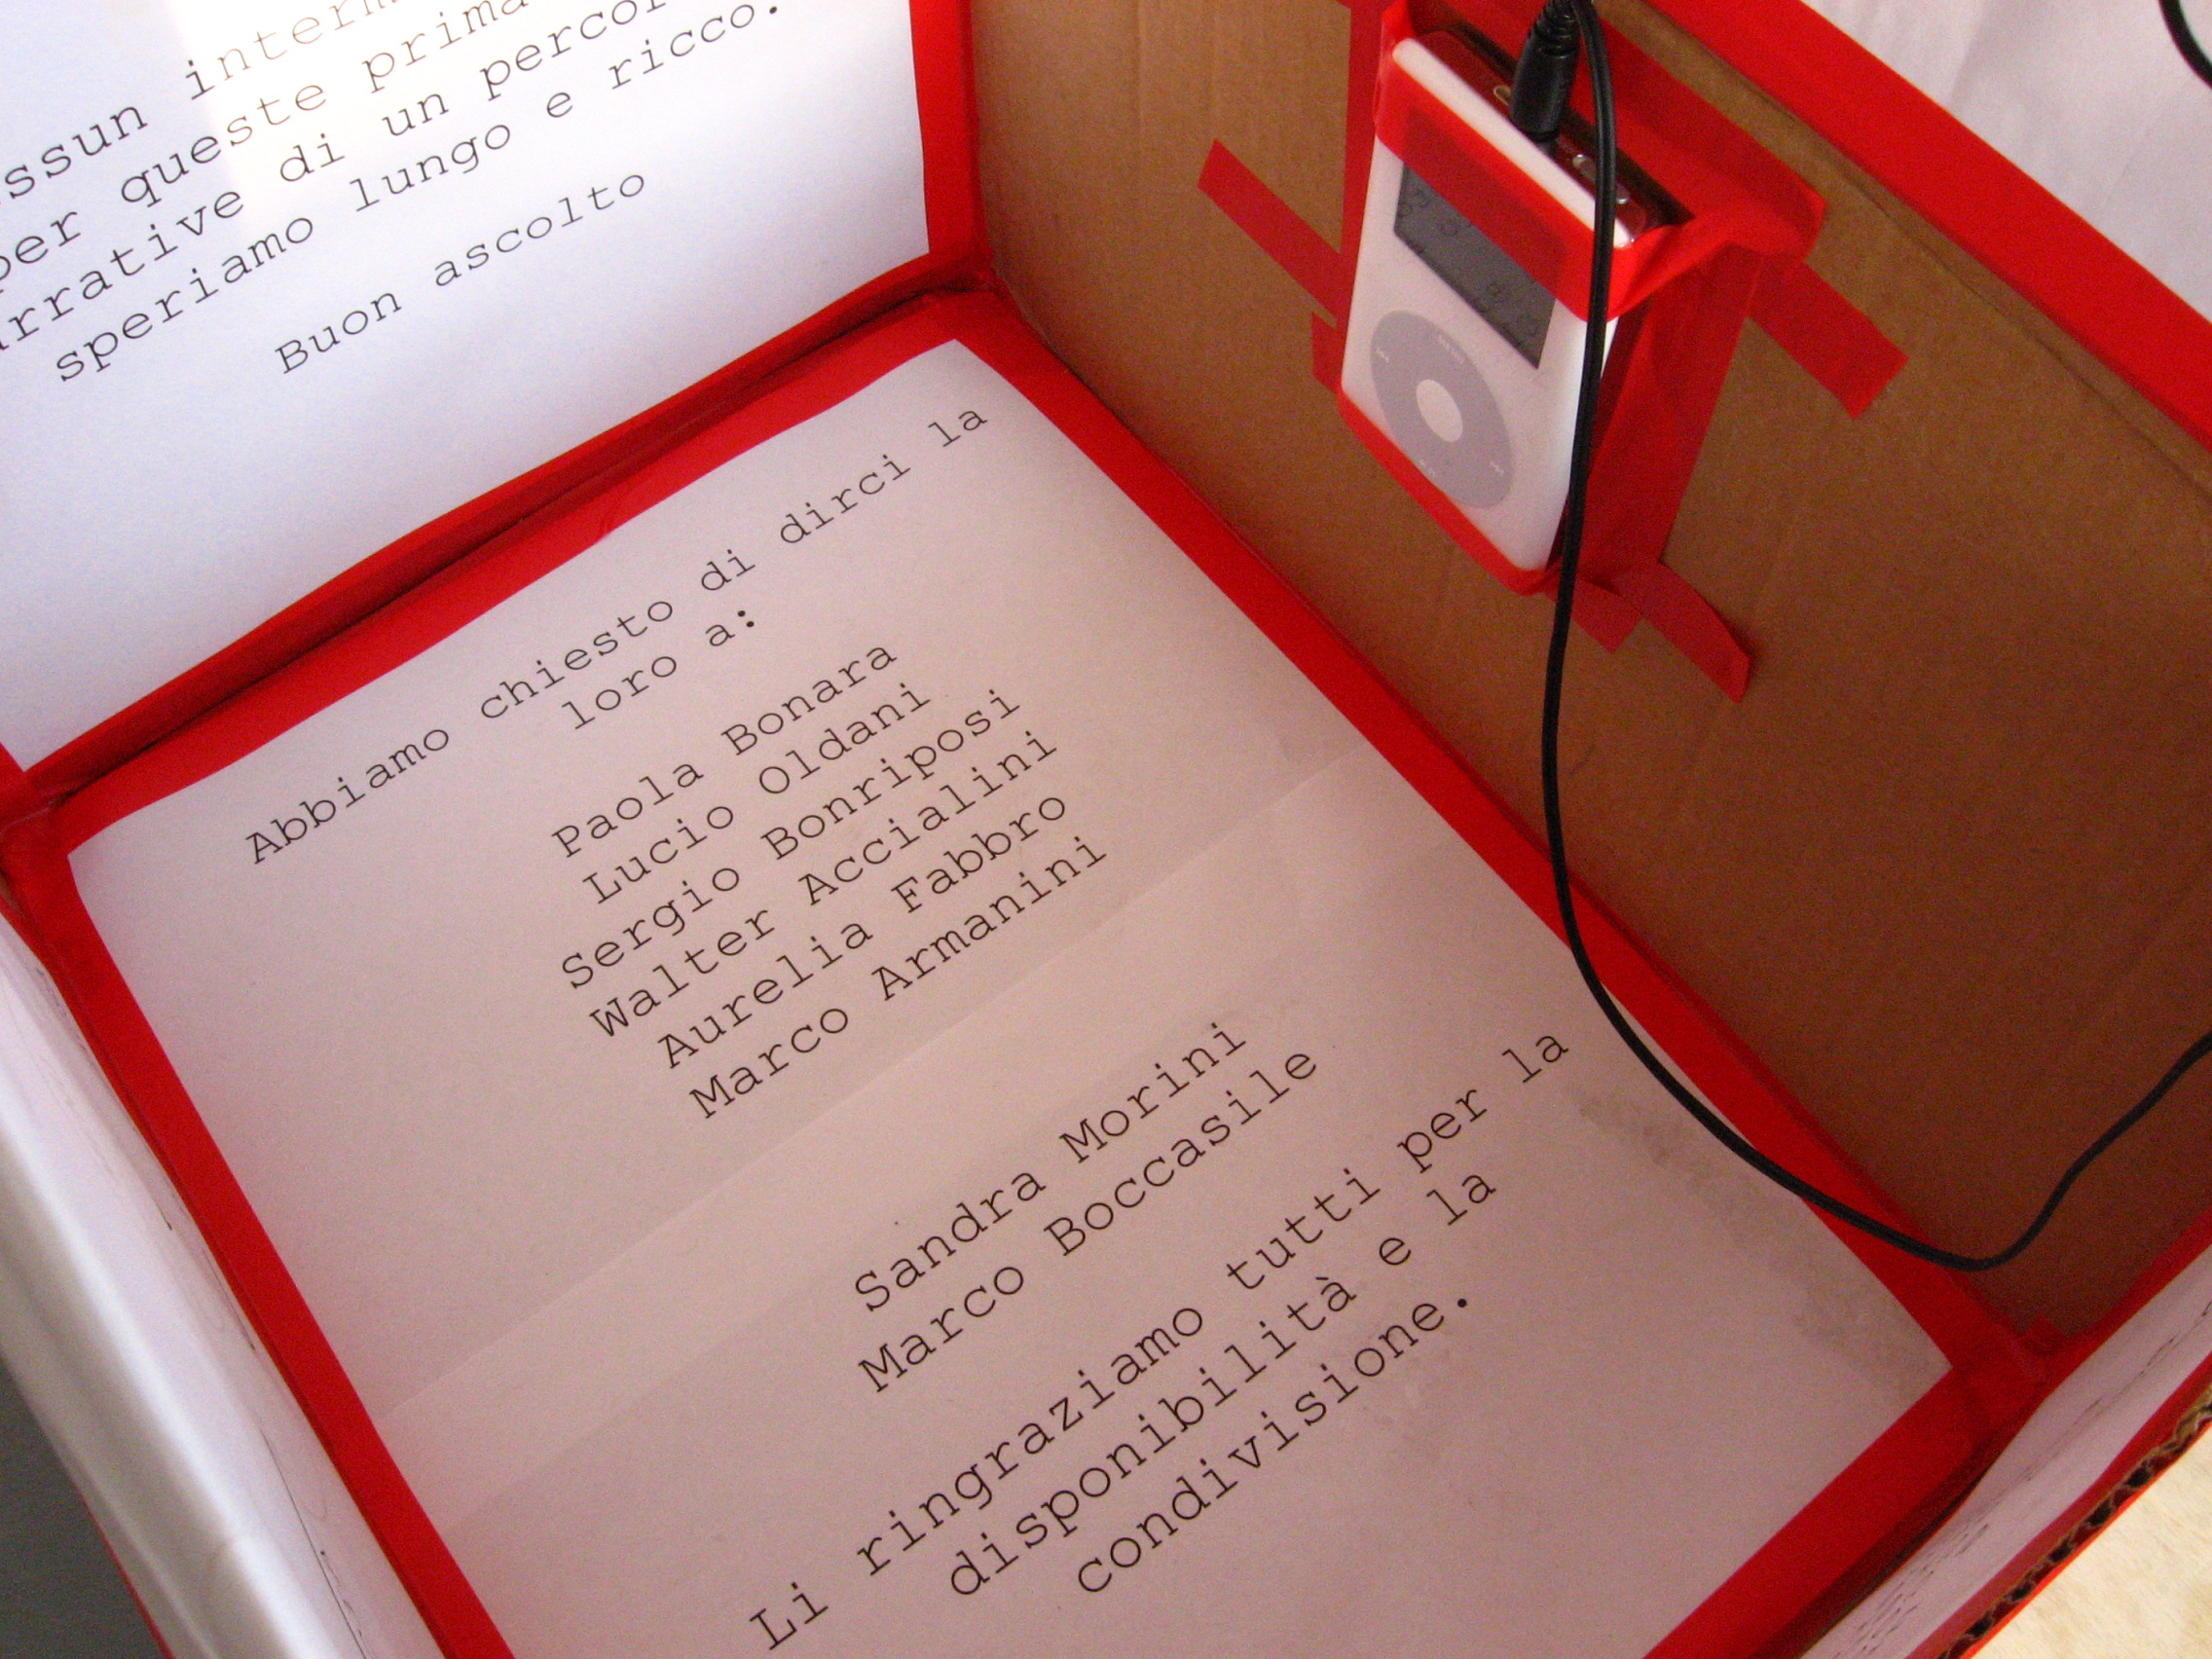 ssun
per queste prima
rrative di un
speriamo lungo e ricco.
Buon ascolto
Abbiamo chiesto di dirci la
loro a:
Paola Bonara
Lucio Oldani
Sergio Bonriposi
Walter Accialini
Aurelia Fabbro
Marco Armanini
Sandra Morini
Marco Boccasile
Li ringraziamo tutti per la
disponibilità e la
condivisione.